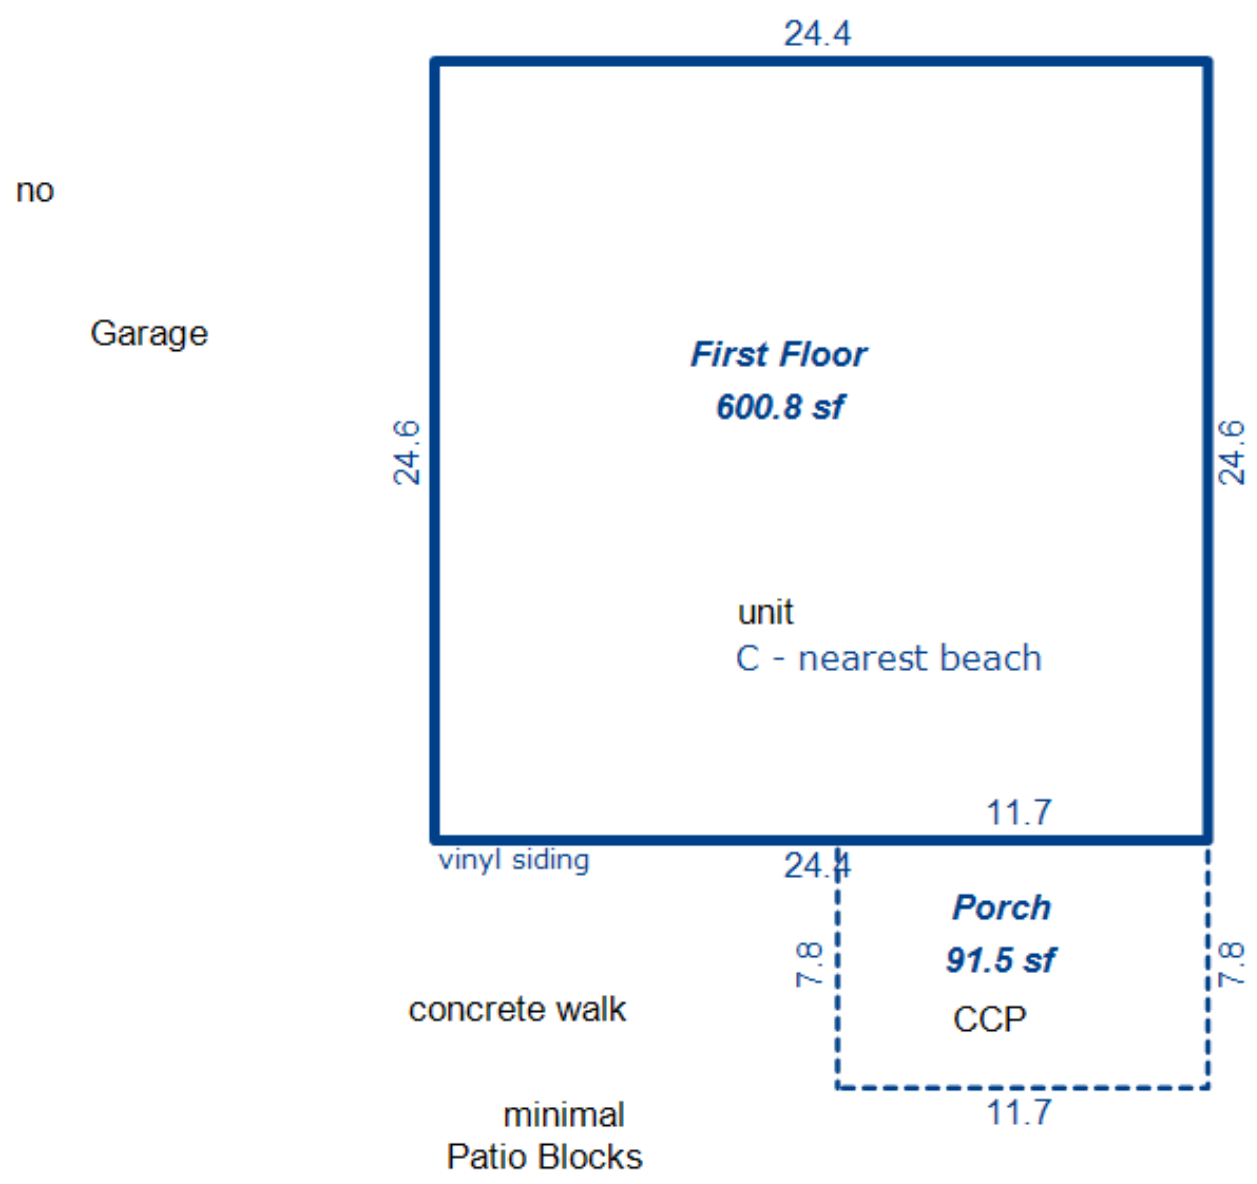 24.4
no
Garage
First Floor
600.8 sf
24.6
24.6
unit
C - nearest beach
11.7
vinyl siding
24.4
Porch
91.5 sf
7.8
7.8
concrete walk
CCP
11.7
minimal
Patio Blocks